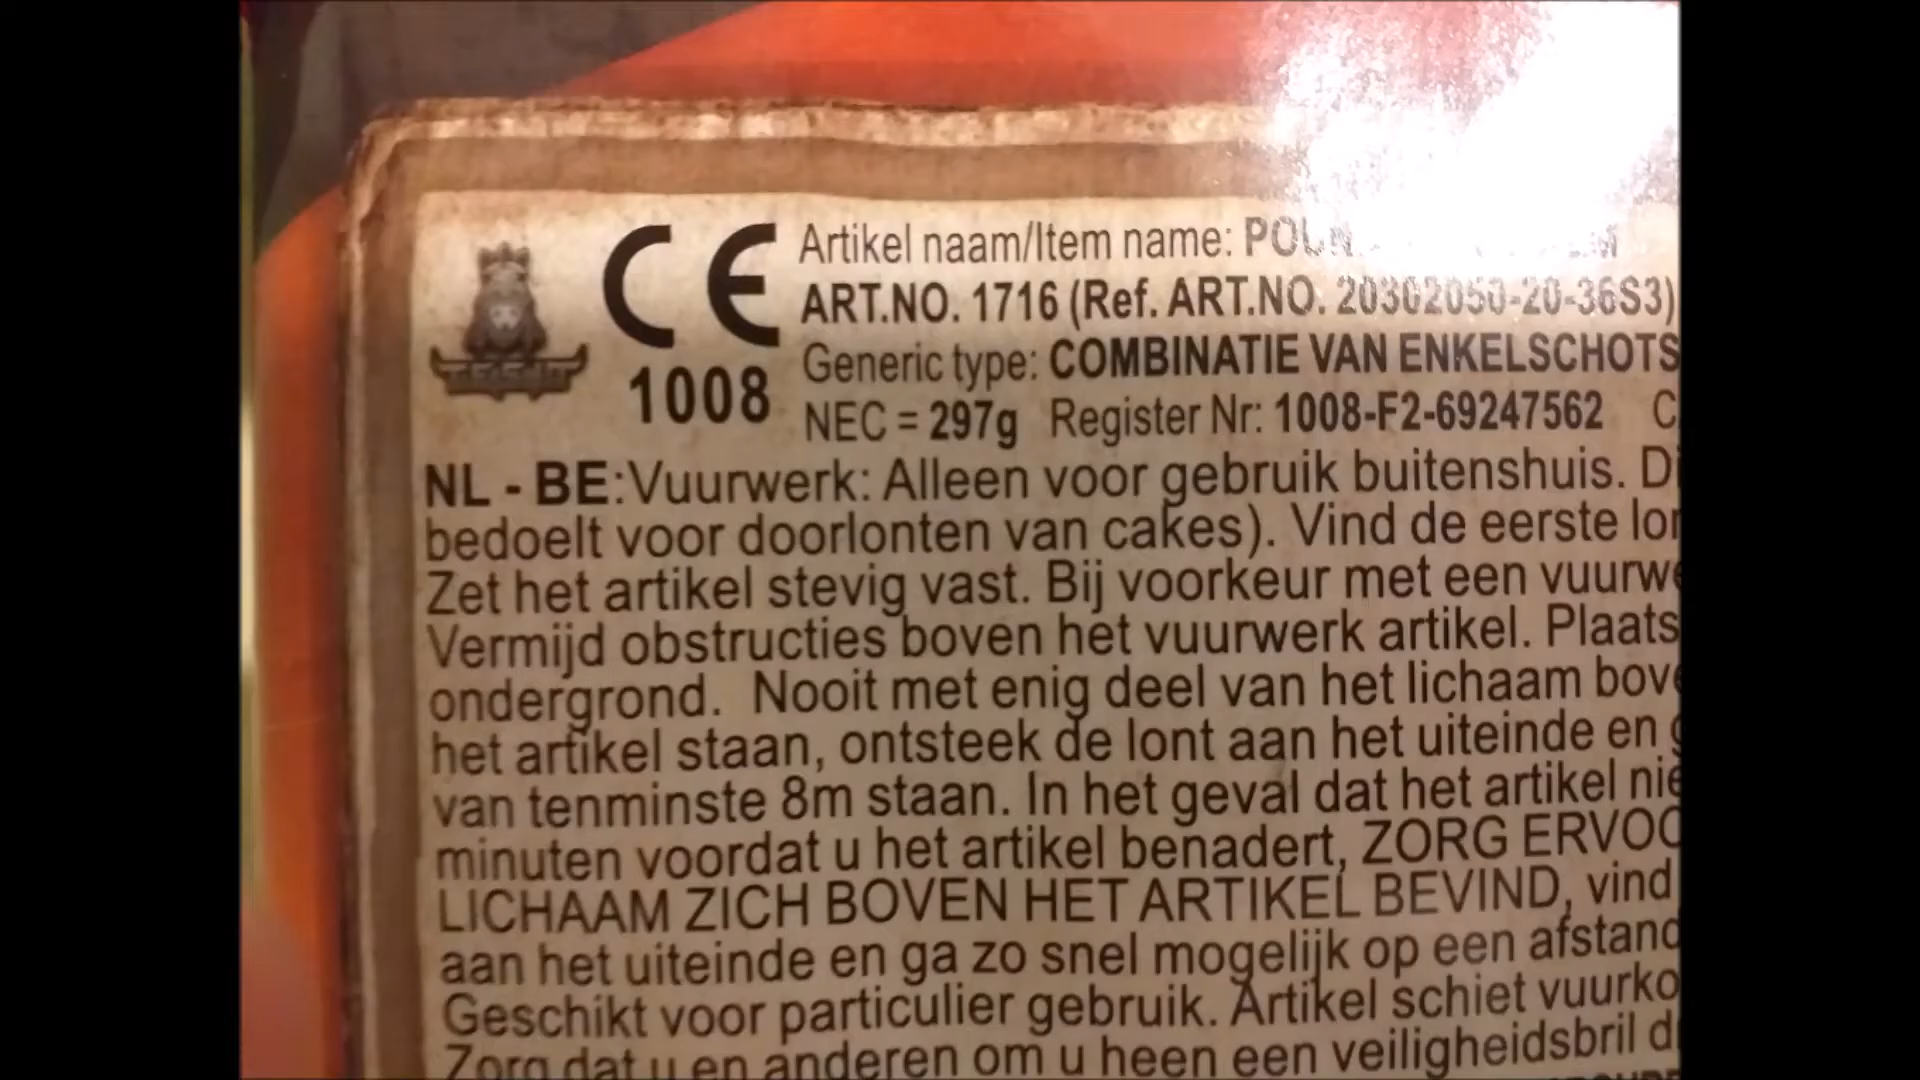 CE
1008
Artikel naam/Item name:
ART.NO. 1716 (Ref. ART.NO. 20302050-20-36S3)
Generic type: COMBINATIE VAN ENKELSCHOTS
NEC = 297g Register Nr: 1008-F2-69247562 C
NL - BE:Vuurwerk: Alleen voor gebruik buitenshuis. Di
bedoelt voor doorlonten van cakes). Vind de eerste lon
Zet het artikel stevig vast. Bij voorkeur met een vuurwe
Vermijd obstructies boven het vuurwerk artikel. Plaats
ondergrond. Nooit met enig deel van het lichaam bove
het artikel staan, ontsteek de lont aan het uiteinde en g
van tenminste 8m staan. In het geval dat het artikel nie
minuten voordat u het artikel benadert, ZORG ERVOO
LICHAAM ZICH BOVEN HET ARTIKEL BEVIND, vind
aan het uiteinde en ga zo snel mogelijk op een afstand
Geschikt voor particulier gebruik. Artikel schiet vuurko
Zorg dat u en anderen om u heen een veiligheidsbril d